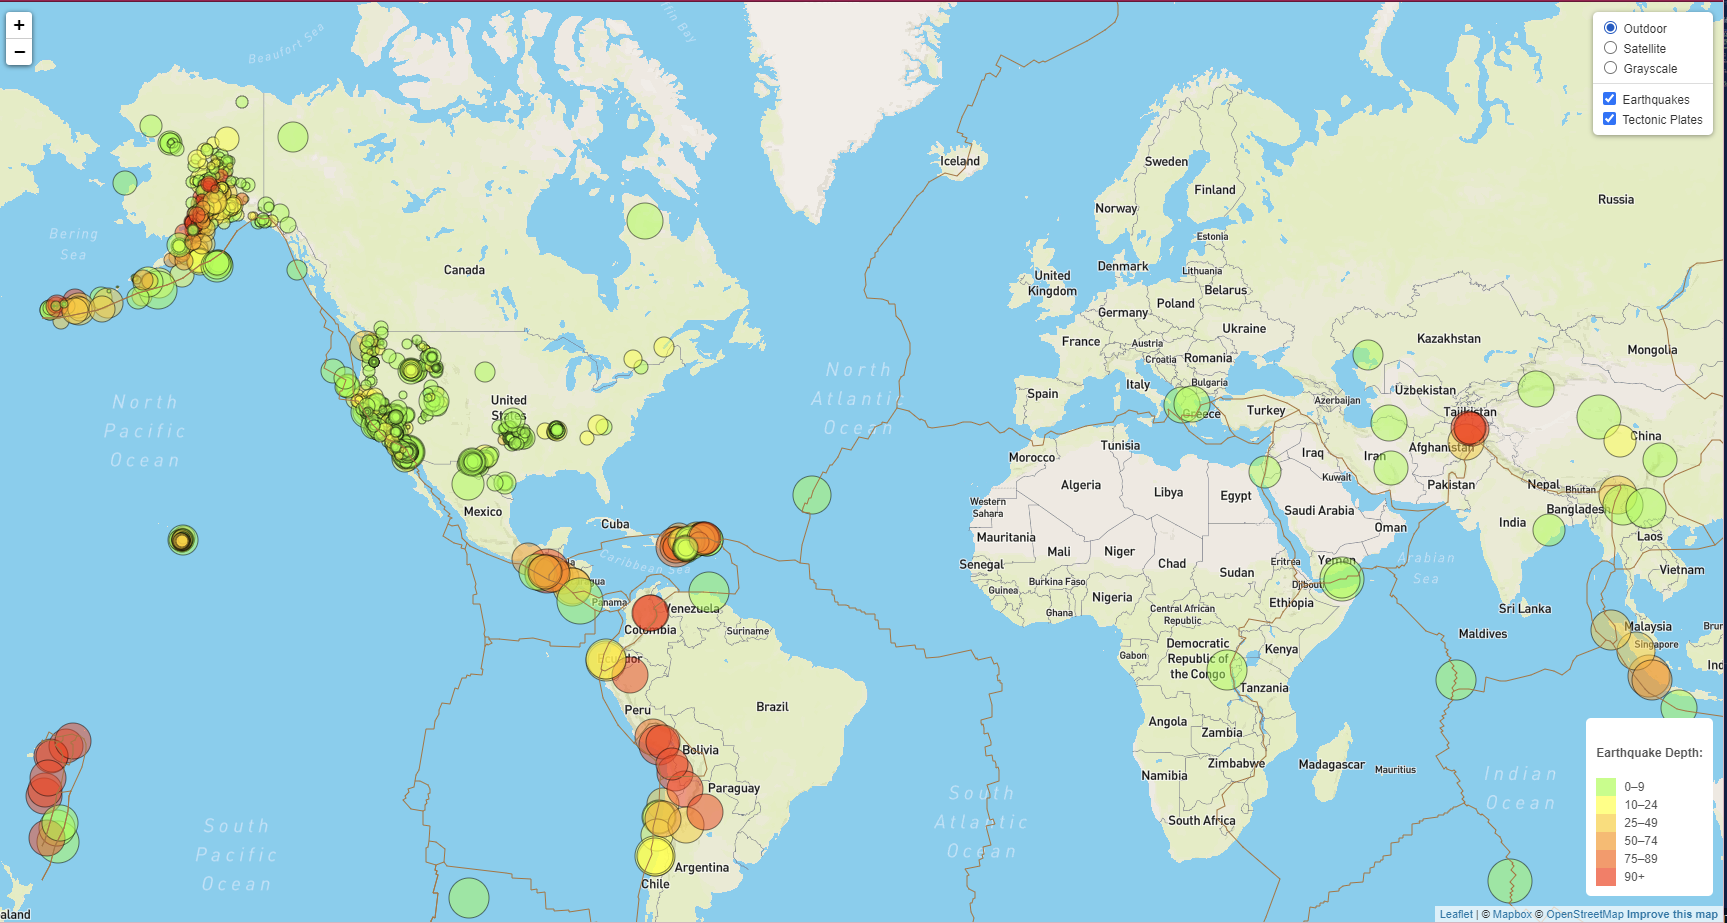 +
−
Outdoor
Satellite
Grayscale
Earthquakes
Tectonic Plates
Beaufort Sea
Bay
Iceland
Sweden
Finland
Norway
Russia
Bering
Sea
Estonia
Canada
Denmark
Lithuania
United
Kingdom
Belarus
Poland
Germany
Ukraine
Kazakhstan
France
Austria
Croatia
Romania
Mongolia
North
Atlantic
Ocean
Italy
Bulgaria
Spain
Uzbekistan
Azerbaijan
North
Pacific
Ocean
United
States
Greece
Turkey
Tajikistan
China
Tunisia
Morocco
Iraq
Iran
Afghanistan
Kuwait
Algeria
Libya
Egypt
Pakistan
Nepal
Bhutan
Western
Sahara
Mexico
Saudi Arabia
Bangladesh
Cuba
India
Oman
Mauritania
Mali
Niger
Laos
Caribbean Sea
Senegal
Chad
Sudan
Eritrea
Yemen
Arabian
Sea
Vietnam
Burkina Faso
Guinea
Djibouti
Nigeria
Panama
Venezuela
Ghana
Central African
Republic
Ethiopia
Sri Lanka
Colombia
Suriname
Maldives
Malaysia
Singapore
Ecuador
Gabon
Democratic
Republic of
the Congo
Kenya
Tanzania
Peru
Brazil
Angola
Zambia
Bolivia
Zimbabwe
Madagascar
Mauritius
Namibia
Paraguay
Indian
Ocean
South
Atlantic
Ocean
South Africa
South
Pacific
Ocean
Argentina
Chile
aland
Earthquake Depth:
0–9
10–24
25–49
50–74
75–89
90+
Leaflet | © Mapbox © OpenStreetMap Improve this map